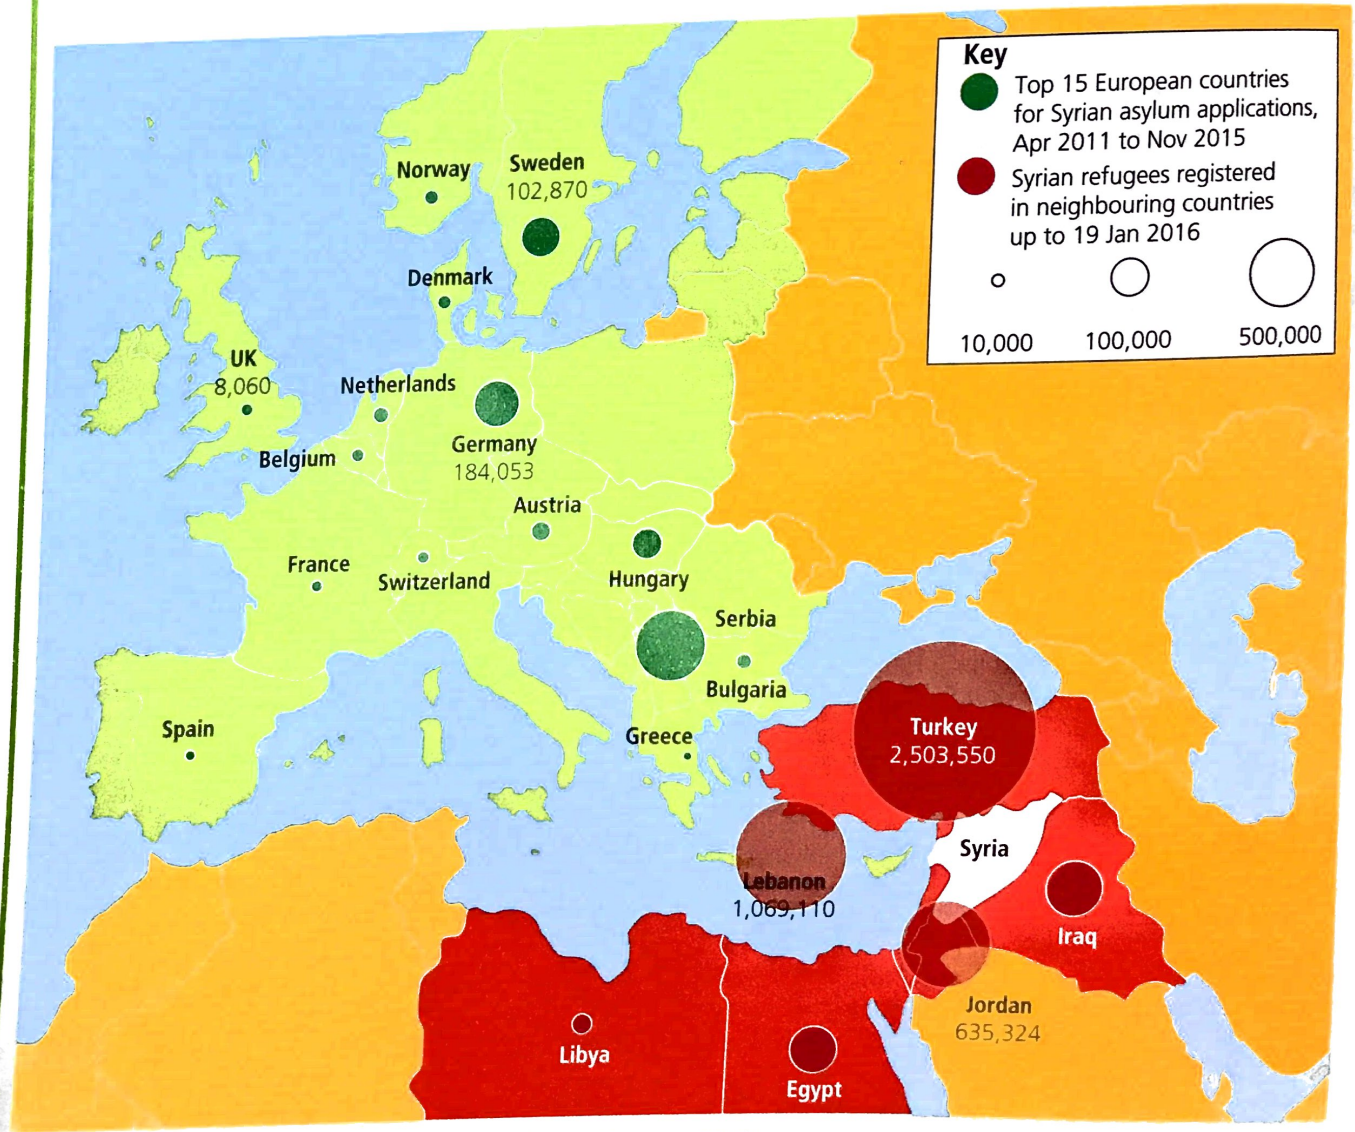 Key
Top 15 European countries
for Syrian asylum applications,
Apr 2011 to Nov 2015
Syrian refugees registered
in neighbouring countries
up to 19 Jan 2016
10,000
100,000
500,000
Norway
Sweden
102,870
Denmark
UK
8,060
Netherlands
Belgium
Germany
184,053
Austria
France
Switzerland
Hungary
Serbia
Bulgaria
Spain
Greece
Turkey
2,503,550
Syria
Lebanon
1,069,110
Iraq
Jordan
635,324
Libya
Egypt